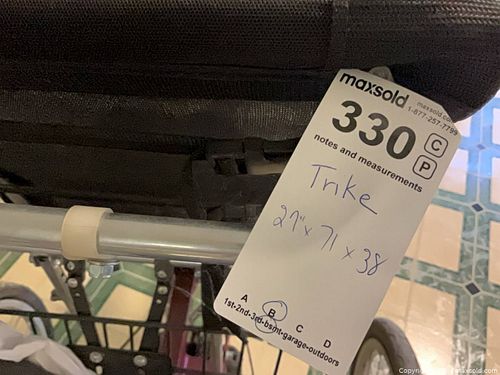 maxsold
maxsold.co
1-877-257-7799
330
C
P
notes and measurements
Trike
27" x 71 x 38
A B C D
1st-2nd-3rd-bsmt-garage-outdoors